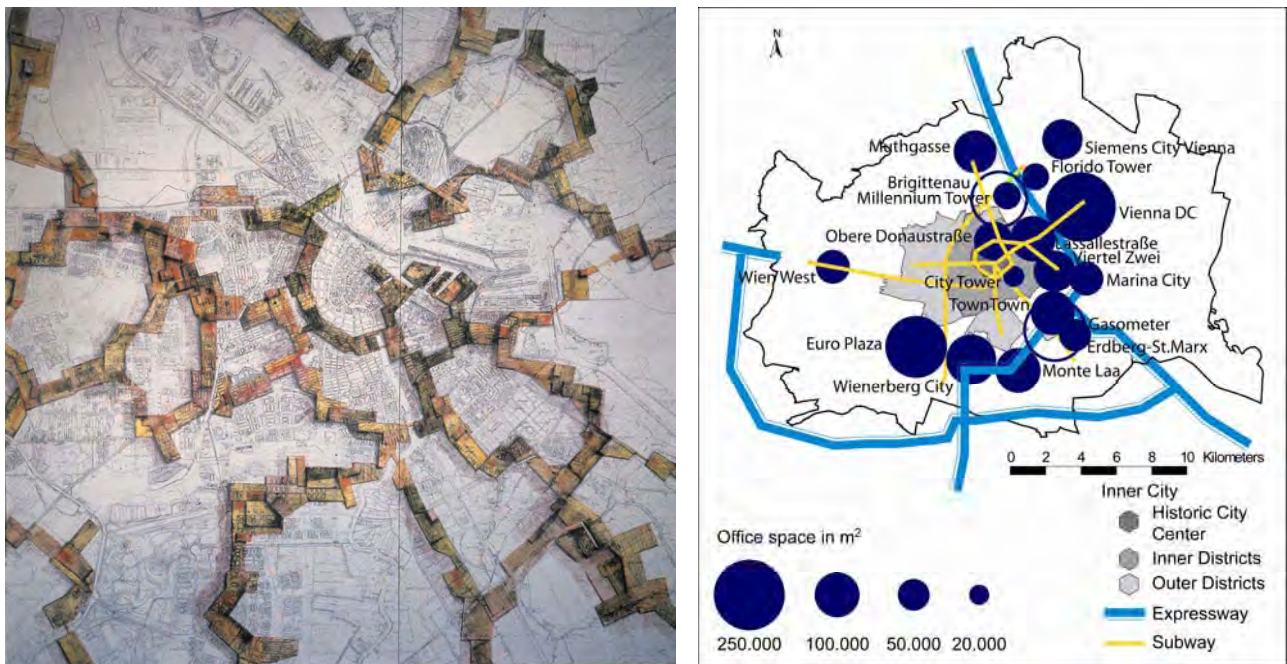 N
Muthgasse
Siemens City Vienna
Florido Tower
Brigittenau
Millennium Tower
Vienna DC
Obere Donaustraße
Lassallestraße
Viertel Zwei
Wien West
City Tower
Marina City
TownTown
Gasometer
Euro Plaza
Erdberg-St.Marx
Monte Laa
Wienerberg City
0 2 4 6 8 10 Kilometers
Inner City
Historic City
Center
Office space in m²
Inner Districts
Outer Districts
Expressway
250.000 100.000 50.000 20.000
Subway